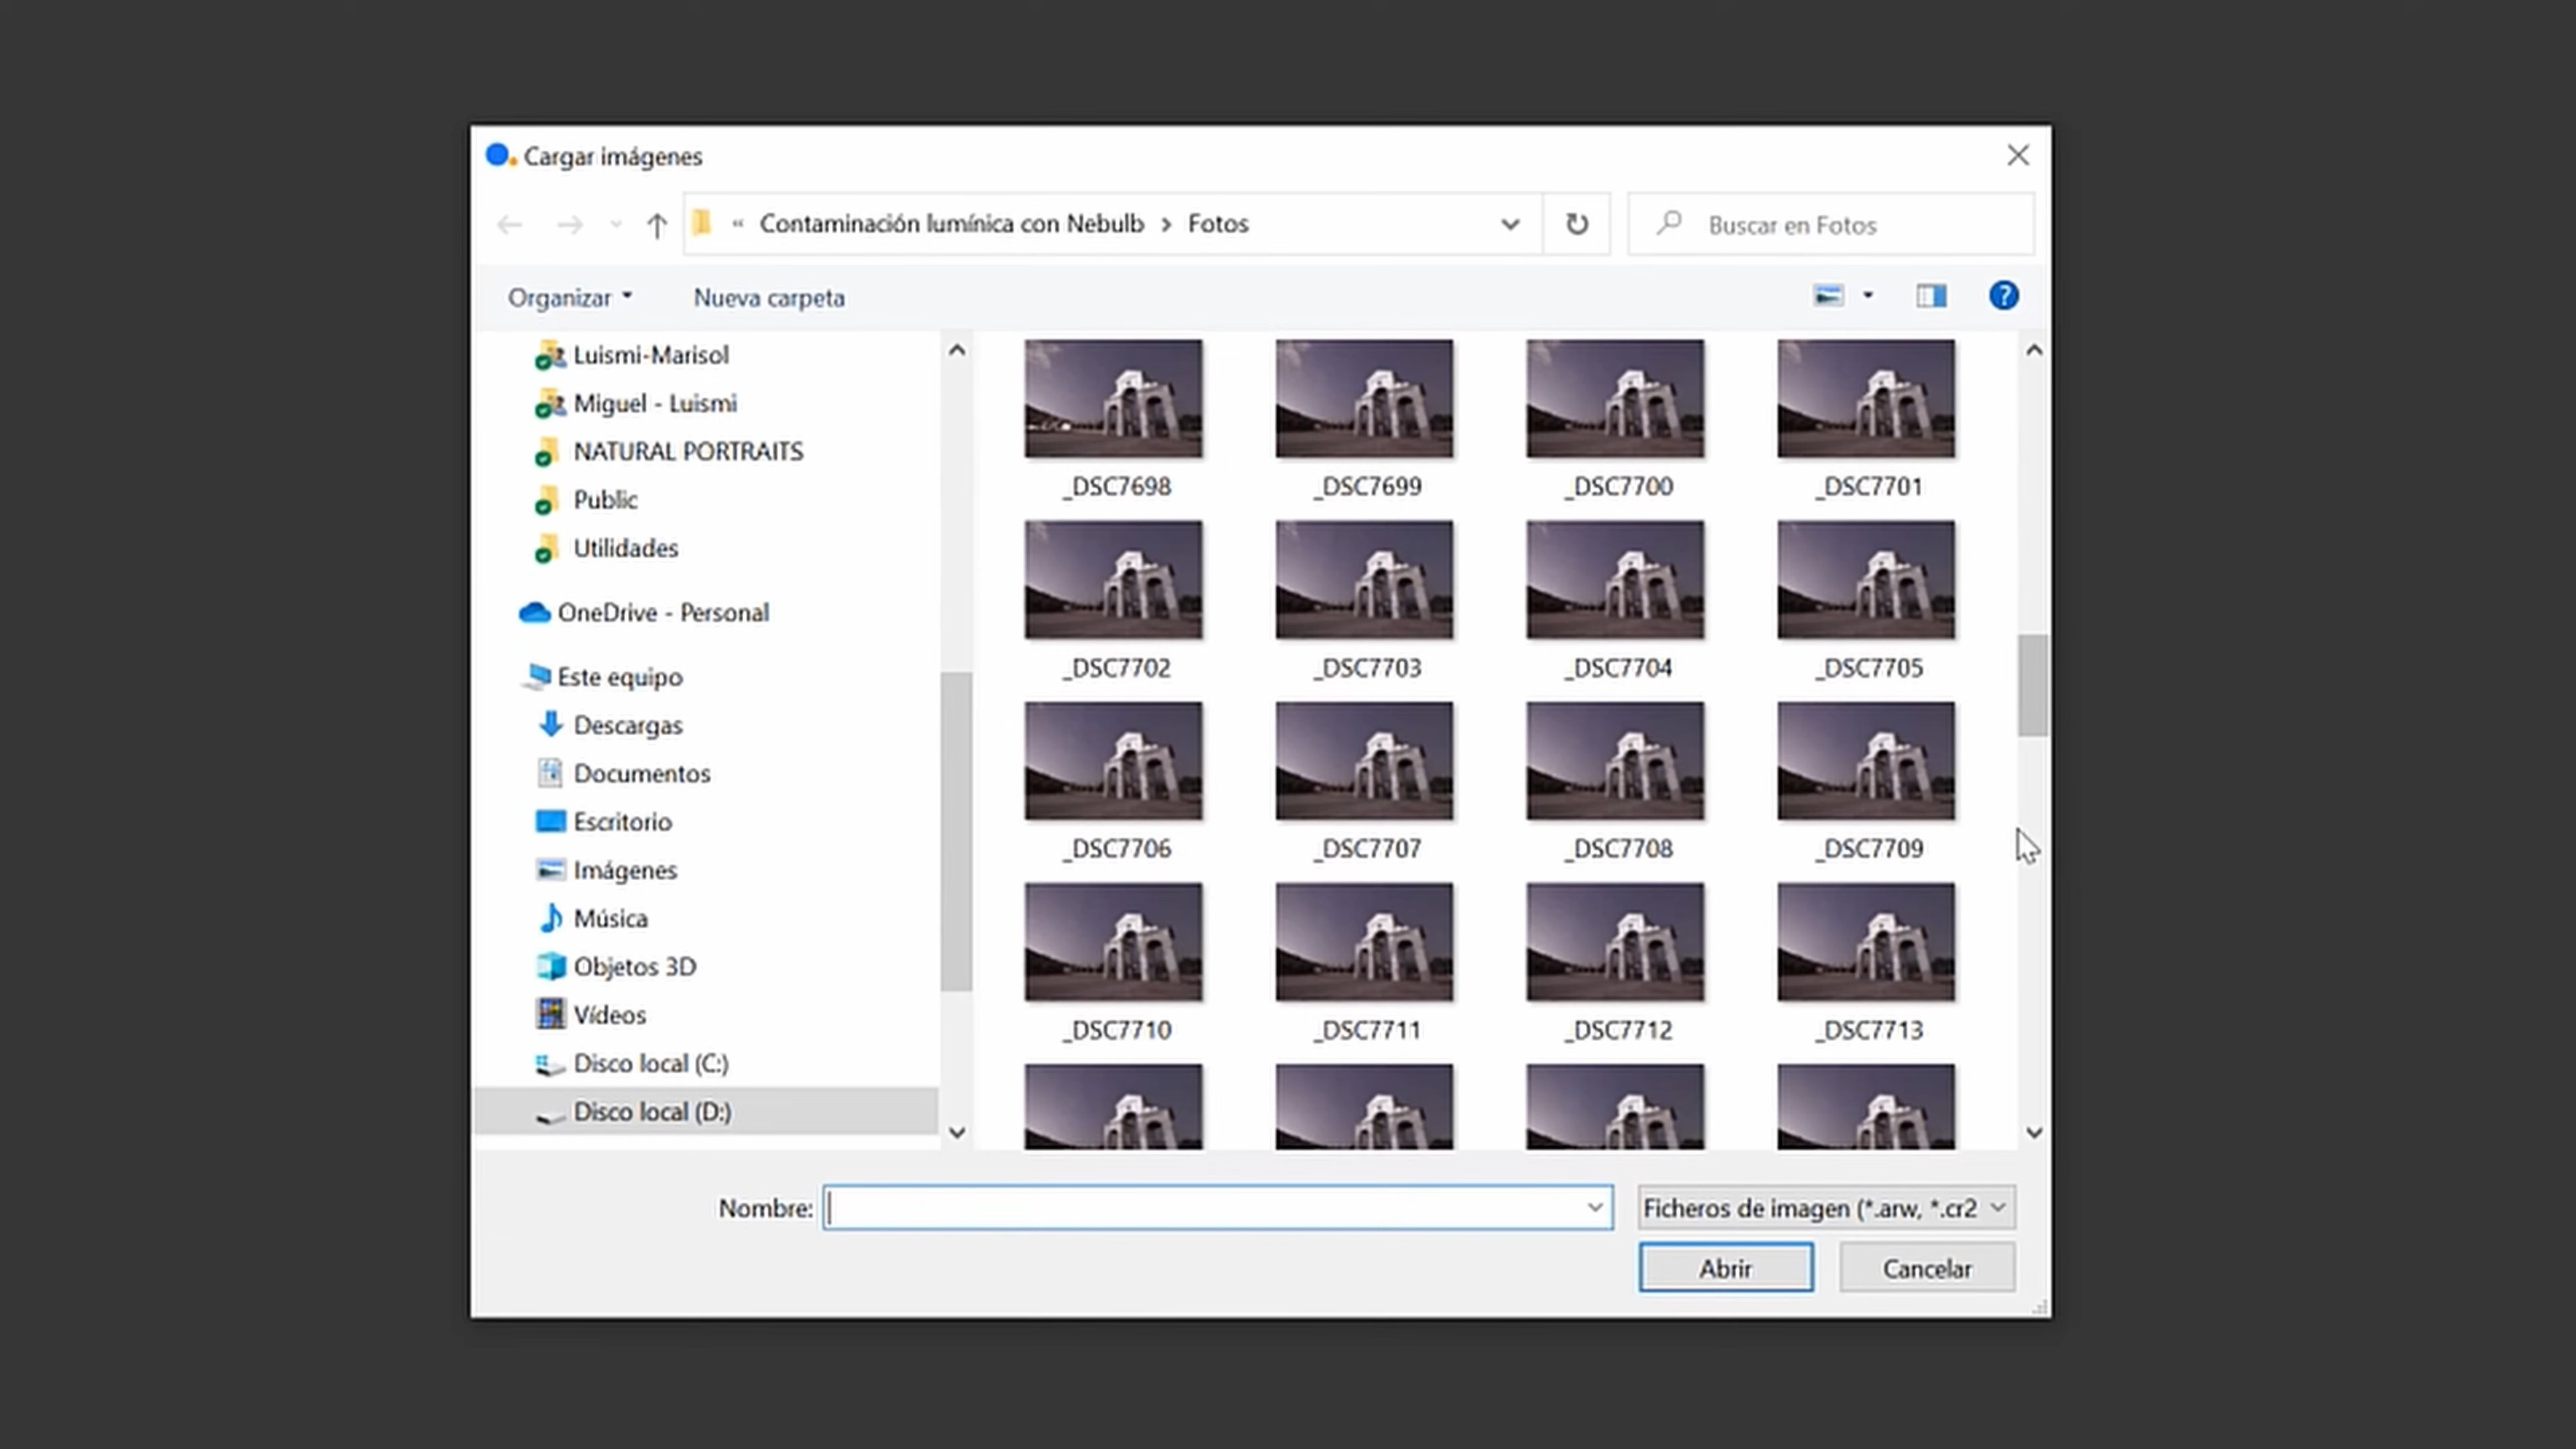 Cargar imágenes
« Contaminación lumínica con Nebulb › Fotos
Buscar en Fotos
Organizar
Nueva carpeta
Luismi-Marisol
Miguel - Luismi
NATURAL PORTRAITS
Public
Utilidades
OneDrive - Personal
Este equipo
Descargas
Documentos
Escritorio
Imágenes
Música
Objetos 3D
Vídeos
Disco local (C:)
Disco local (D:)
_DSC7698 _DSC7699 _DSC7700 _DSC7701
_DSC7702 _DSC7703 _DSC7704 _DSC7705
_DSC7706 _DSC7707 _DSC7708 _DSC7709
_DSC7710 _DSC7711 _DSC7712 _DSC7713
Nombre:
Ficheros de imagen (*.arw, *.cr2
Abrir
Cancelar